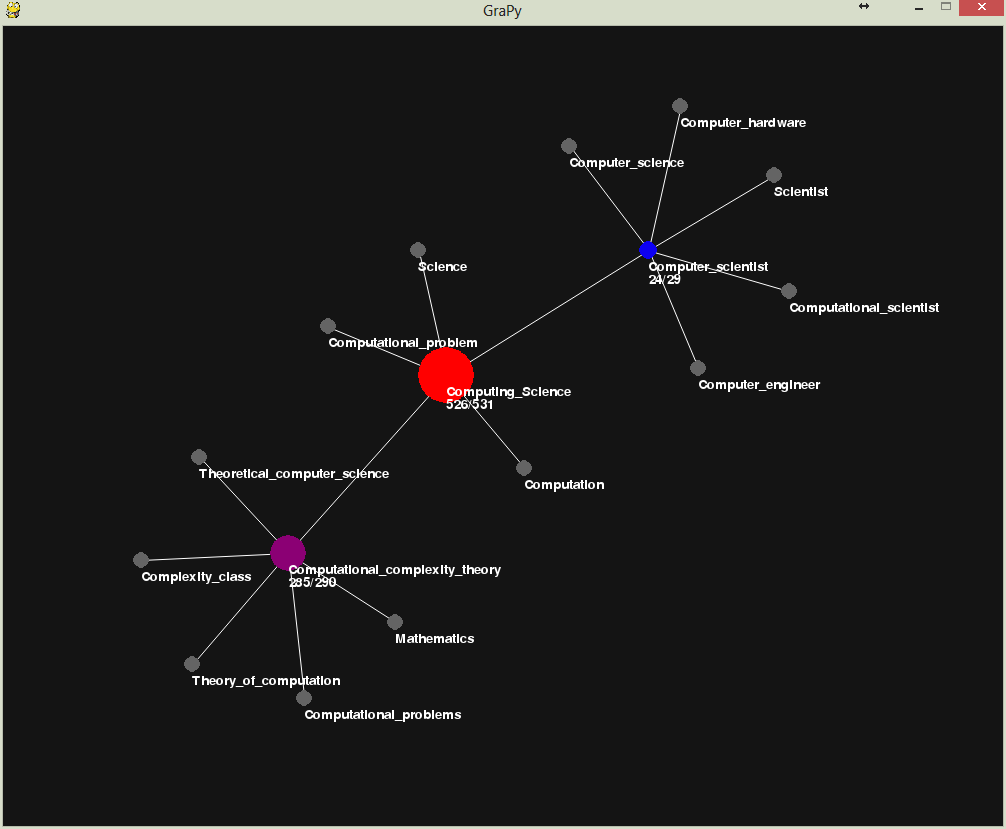 GraPy
Computer_hardware
Computer_science
Scientist
Science
Computer_scientist
24/29
Computational_scientist
Computational_problem
Computer_engineer
Computing_Science
526/531
Theoretical_computer_science
Computation
Computational_complexity_theory
285/290
Complexity_class
Mathematics
Theory_of_computation
Computational_problems